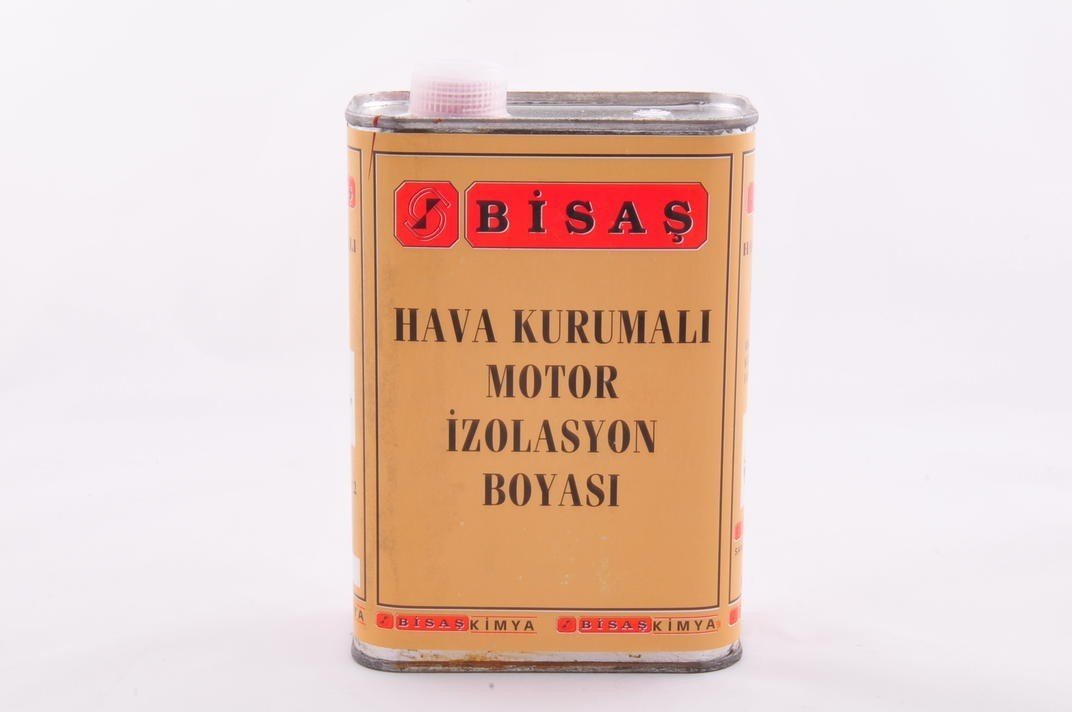 BİSAŞ
HAVA KURUMALI
MOTOR
İZOLASYON
BOYASI
BİSAŞ KİMYA BİSAŞ KİMYA